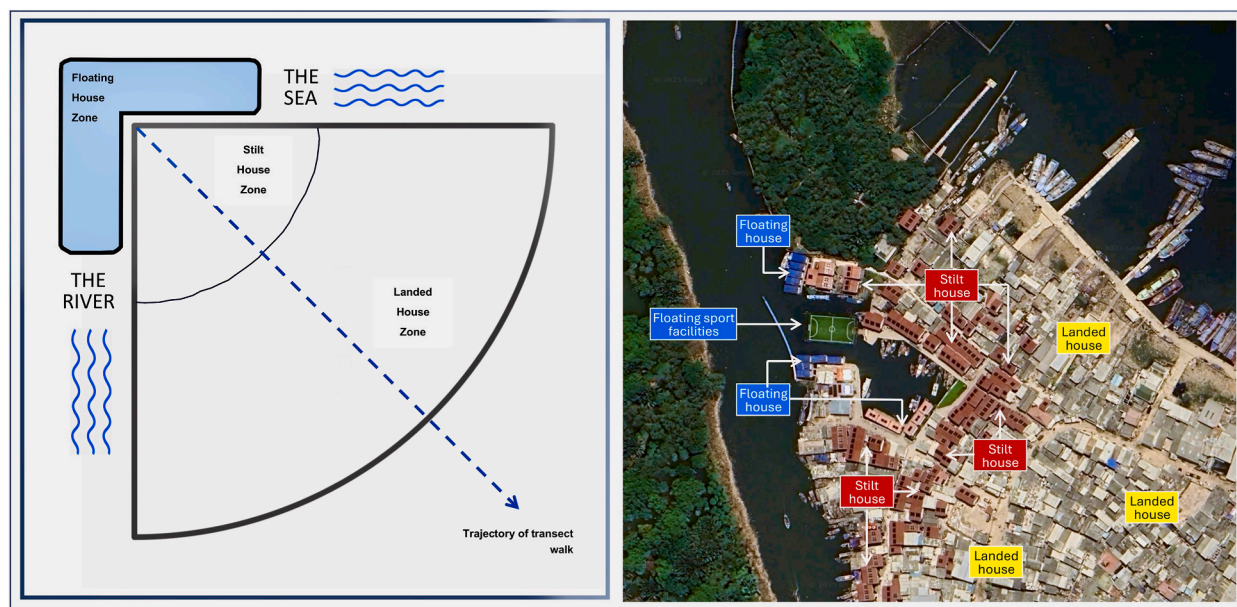 Floating
House
Zone
THE
SEA
Stilt
House
Zone
THE
RIVER
Landed
House
Zone
Trajectory of transect
walk
Floating
house
Stilt
house
Floating sport
facilities
Landed
house
Floating
house
Stilt
house
Stilt
house
Landed
house
Landed
house